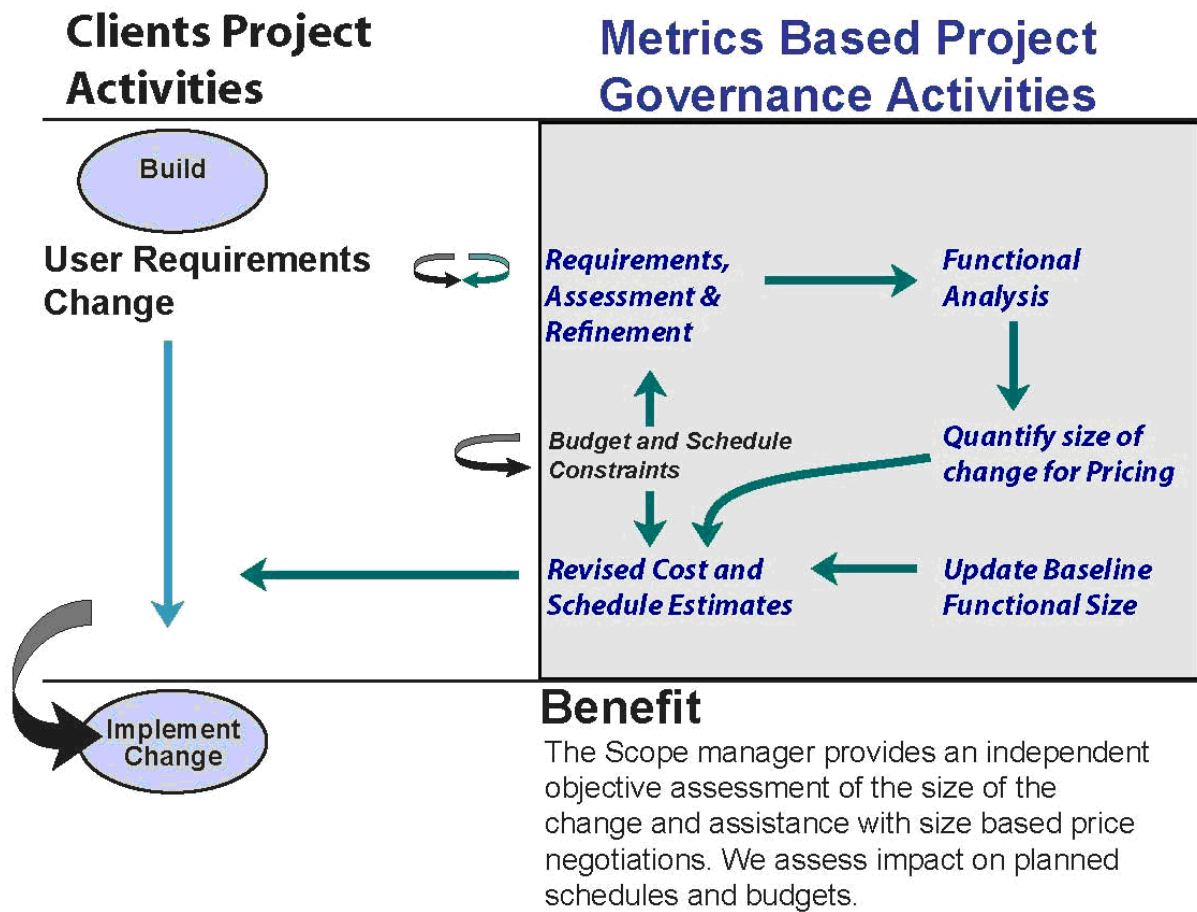 Clients Project
Activities
Metrics Based Project
Governance Activities
Build
User Requirements
Change
Requirements,
Assessment &
Refinement
Functional
Analysis
Budget and Schedule
Constraints
Quantify size of
change for Pricing
Revised Cost and
Schedule Estimates
Update Baseline
Functional Size
Implement
Change
Benefit
The Scope manager provides an independent
objective assessment of the size of the
change and assistance with size based price
negotiations. We assess impact on planned
schedules and budgets.